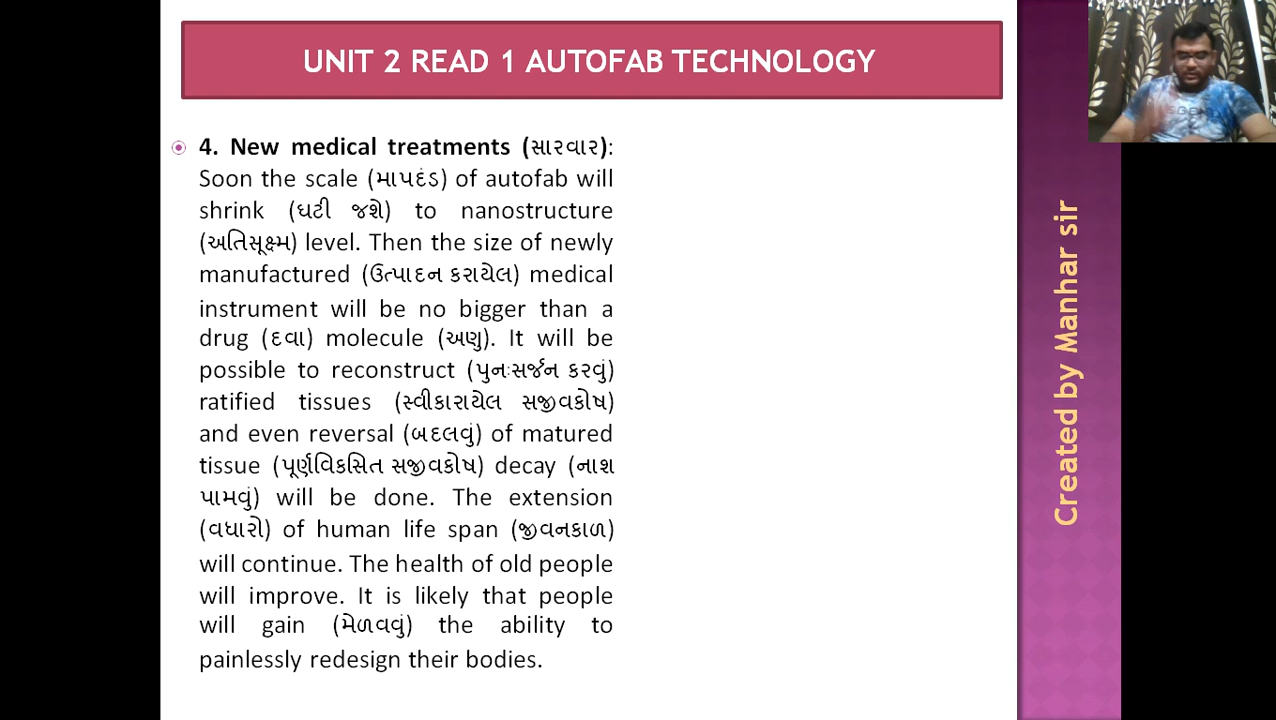 UNIT 2 READ 1 AUTOFAB TECHNOLOGY
4. New medical treatments (સારવાર):
Soon the scale (માપદંડ) of autofab will
shrink (ઘટી જશે) to nanostructure
(અતિસૂક્ષ્મ) level. Then the size of newly
manufactured (ઉત્પાદન કરાયેલ) medical
instrument will be no bigger than a
drug (દવા) molecule (અણુ). It will be
possible to reconstruct (પુનઃસર્જન કરવું)
ratified tissues (સ્વીકારાયેલ સજીવકોષ)
and even reversal (બદલવું) of matured
tissue (પૂર્ણવિકસિત સજીવકોષ) decay (નાશ
પામવું) will be done. The extension
(વધારો) of human life span (જીવનકાળ)
will continue. The health of old people
will improve. It is likely that people
will gain (મેળવવું) the ability to
painlessly redesign their bodies.
Created by Manhar sir